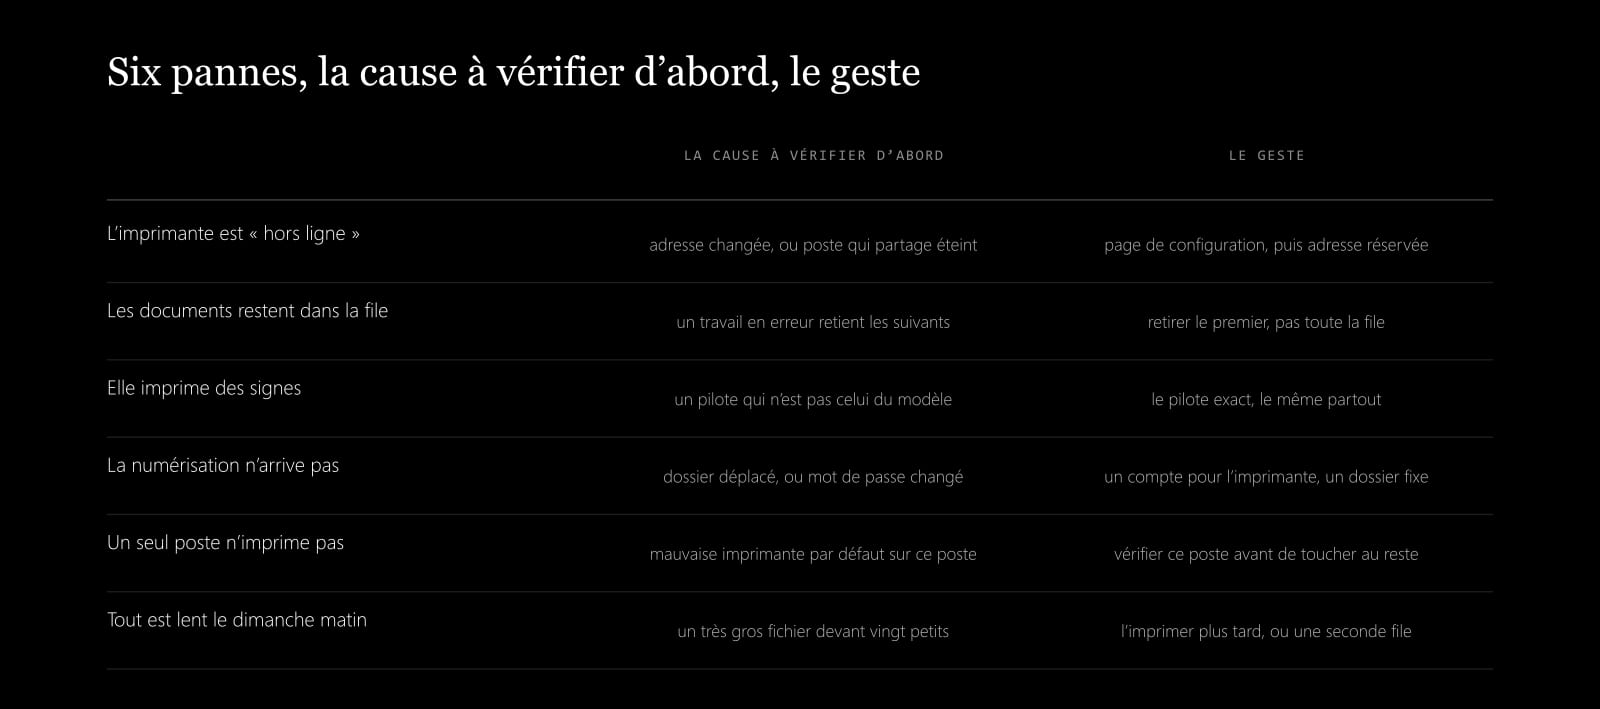 Six pannes, la cause à vérifier d’abord, le geste
LA CAUSE À VÉRIFIER D’ABORD
LE GESTE
L’imprimante est « hors ligne »
adresse changée, ou poste qui partage éteint
page de configuration, puis adresse réservée
Les documents restent dans la file
un travail en erreur retient les suivants
retirer le premier, pas toute la file
Elle imprime des signes
un pilote qui n’est pas celui du modèle
le pilote exact, le même partout
La numérisation n’arrive pas
dossier déplacé, ou mot de passe changé
un compte pour l’imprimante, un dossier fixe
Un seul poste n’imprime pas
mauvaise imprimante par défaut sur ce poste
vérifier ce poste avant de toucher au reste
Tout est lent le dimanche matin
un très gros fichier devant vingt petits
l’imprimer plus tard, ou une seconde file